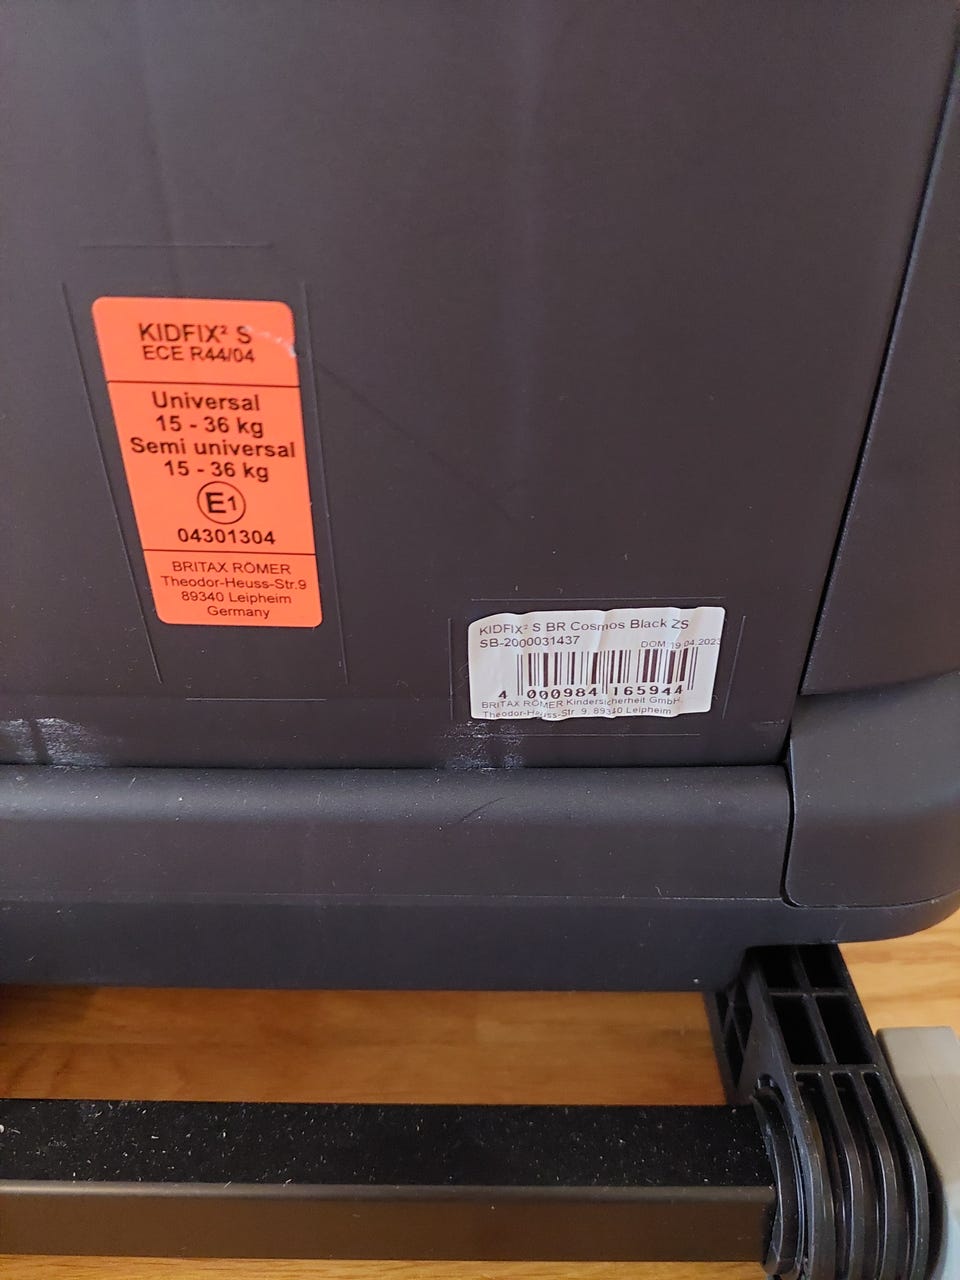 KIDFIX² S
ECE R44/04
Universal
15 - 36 kg
Semi universal
15 - 36 kg
E1
04301304
BRITAX RÖMER
Theodor-Heuss-Str.9
89340 Leipheim
Germany
KIDFIX² S BR Cosmos Black ZS
SB-2000031437
DOM: 19.04.2023
4 000984 165944
BRITAX RÖMER Kindersicherheit GmbH.
Theodor-Heuss-Str. 9, 89340 Leipheim